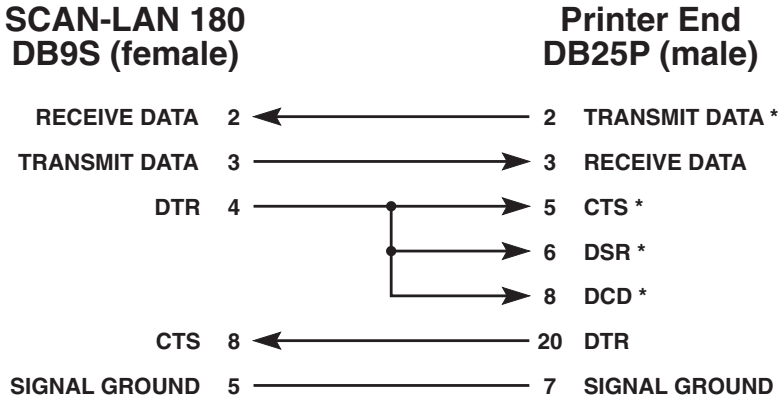 SCAN-LAN 180
DB9S (female)
Printer End
DB25P (male)
RECEIVE DATA 2 2 TRANSMIT DATA *
TRANSMIT DATA 3 3 RECEIVE DATA
DTR 4 5 CTS *
6 DSR *
8 DCD *
CTS 8 20 DTR
SIGNAL GROUND 5 7 SIGNAL GROUND